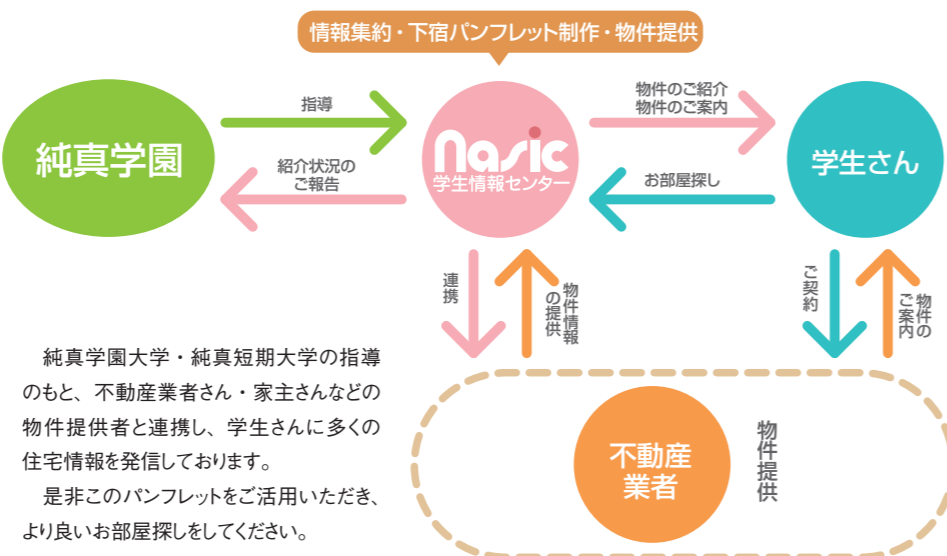 情報集約・下宿パンフレット制作・物件提供
純真学園
指導
紹介状況の
ご報告
Nasic
学生情報センター
物件のご紹介
物件のご案内
お部屋探し
学生さん
連携
物件情報
の提供
ご契約
物件の
ご案内
純真学園大学・純真短期大学の指導
のもと、不動産業者さん・家主さんなどの
物件提供者と連携し、学生さんに多くの
住宅情報を発信しております。
是非このパンフレットをご活用いただき、
より良いお部屋探しをしてください。
不動産
業者
物件提供